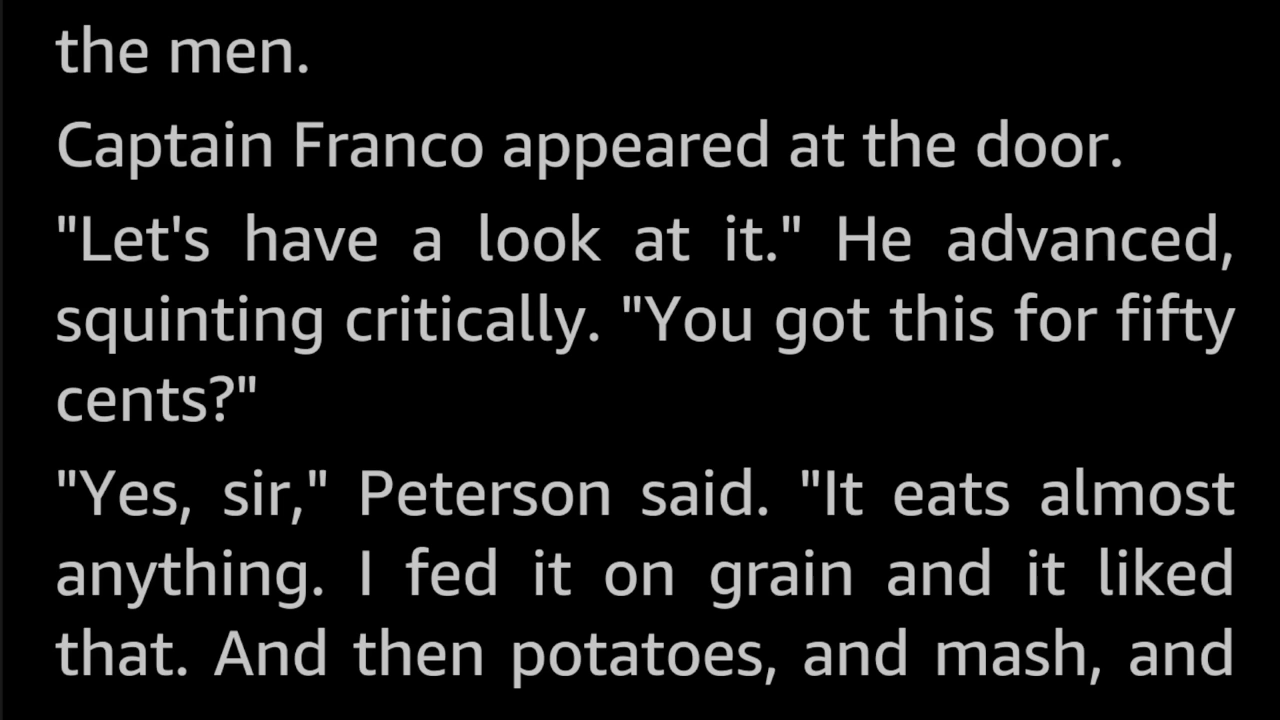 the men.
Captain Franco appeared at the door.
"Let's have a look at it." He advanced,
squinting critically. "You got this for fifty
cents?"
"Yes, sir," Peterson said. "It eats almost
anything. I fed it on grain and it liked
that. And then potatoes, and mash, and